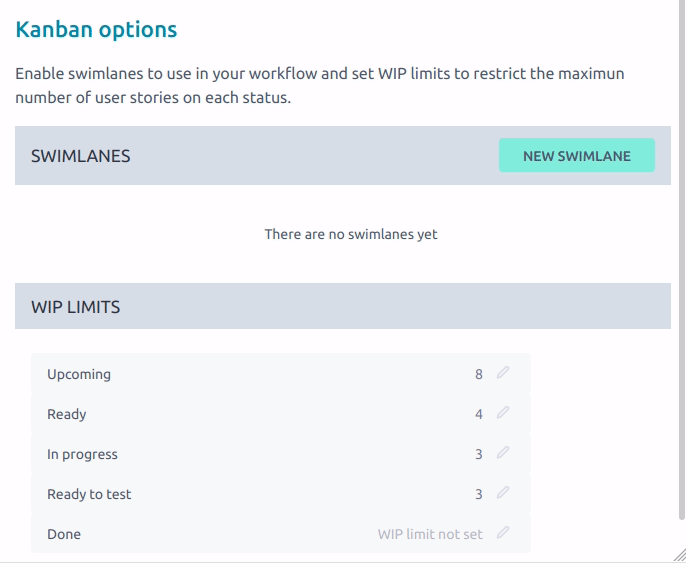 Kanban options
Enable swimlanes to use in your workflow and set WIP limits to restrict the maximun
number of user stories on each status.
SWIMLANES
NEW SWIMLANE
There are no swimlanes yet
WIP LIMITS
Upcoming 8
Ready 4
In progress 3
Ready to test 3
Done WIP limit not set